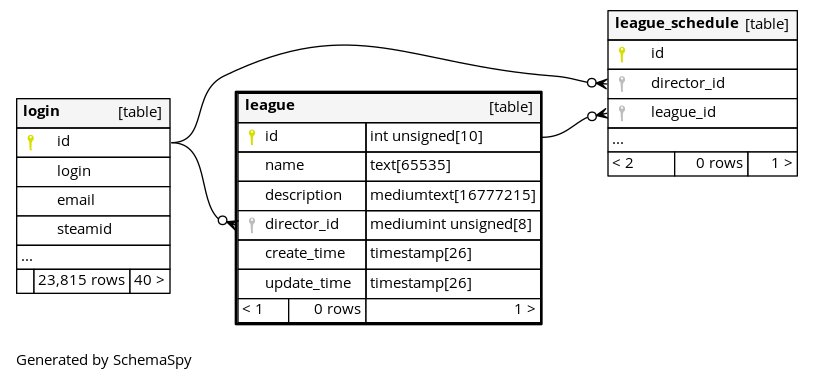 league_schedule [table]
id
director_id
league_id
...
< 2 0 rows 1 >
login [table]
id
login
email
steamid
...
23,815 rows 40 >
league [table]
id int unsigned[10]
name text[65535]
description mediumtext[16777215]
director_id mediumint unsigned[8]
create_time timestamp[26]
update_time timestamp[26]
< 1 0 rows 1 >
Generated by SchemaSpy